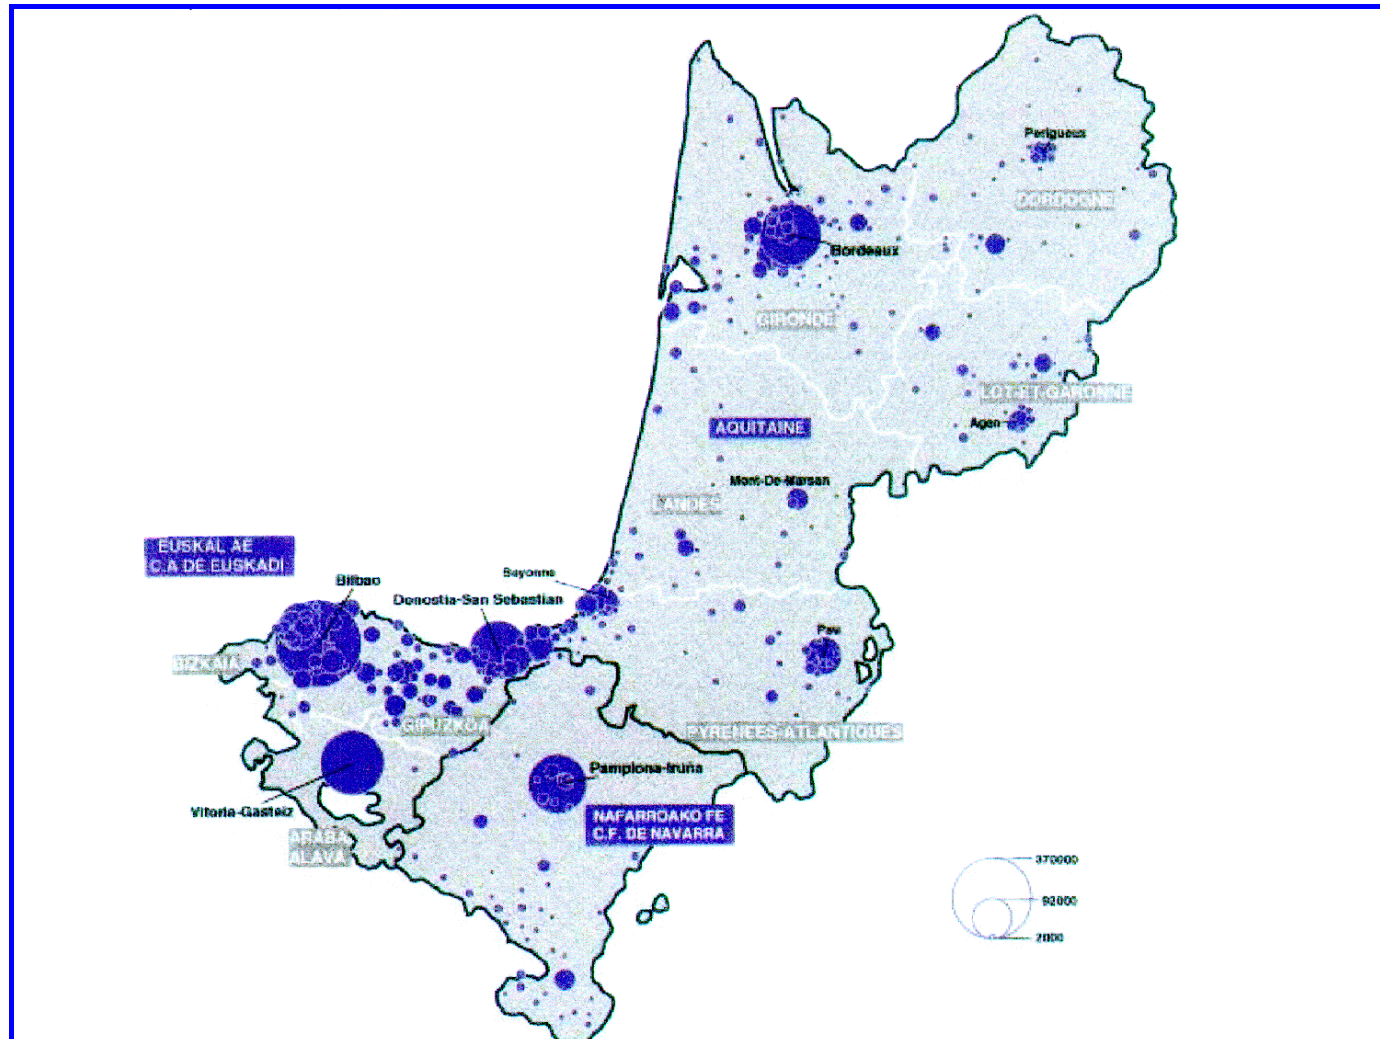 Perigueux
DORDOGNE
Bordeaux
GIRONDE
LOT-ET-GARONNE
Agen
AQUITAINE
Mont-De-Marsan
LANDES
EUSKAL AE
C.A DE EUSKADI
Bayonne
Bilbao
Donostia-San Sebastian
Pau
BIZKAIA
GIPUZKOA
PYRENEES-ATLANTIQUES
Pamplona-Iruña
Vitoria-Gasteiz
NAFARROAKO FE
C.F. DE NAVARRA
ARABA
ALAVA
370000
92000
2000